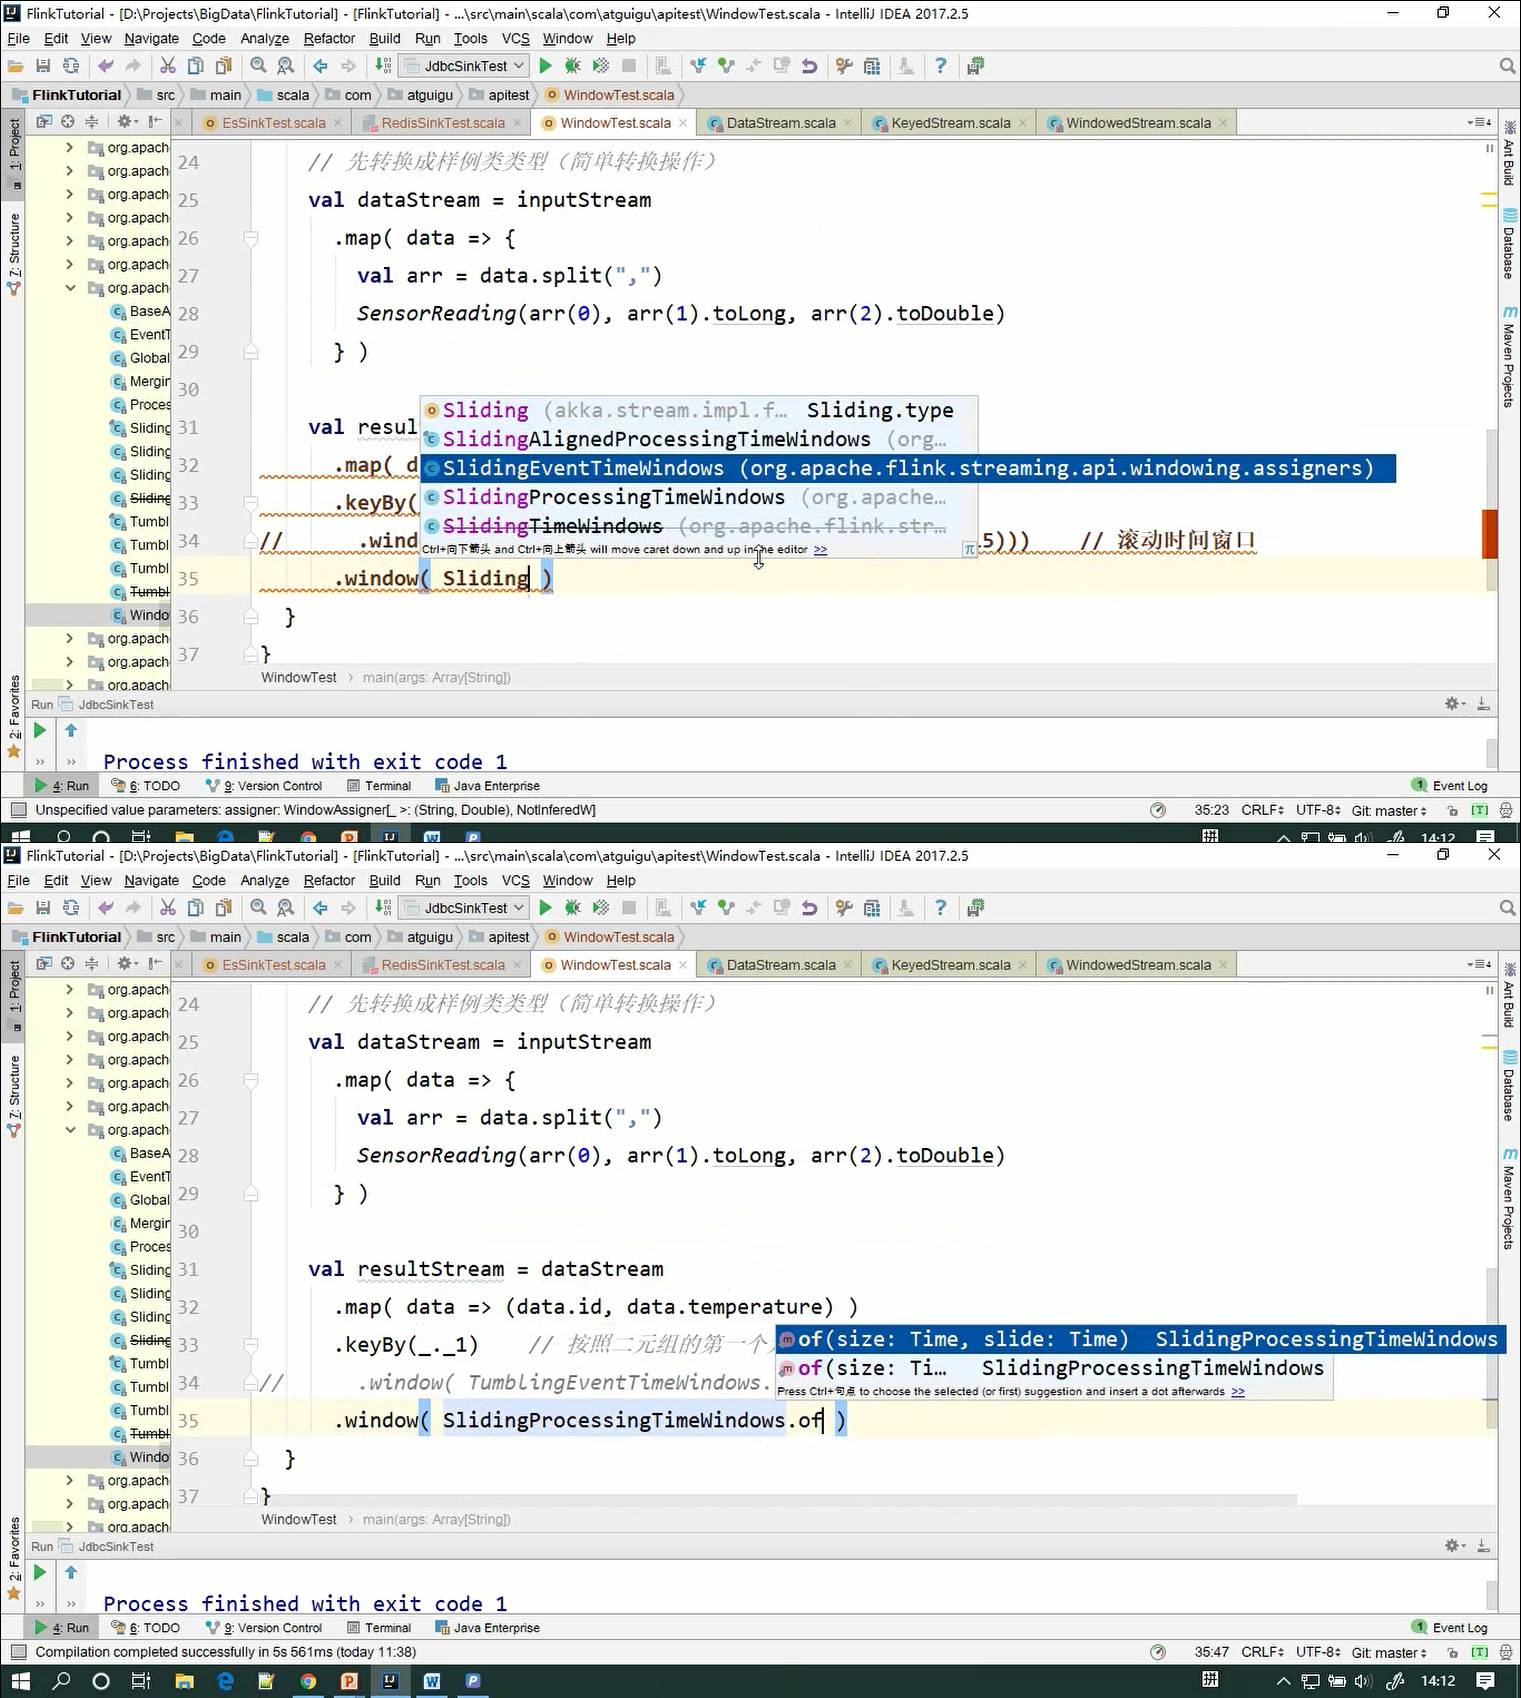 FlinkTutorial - [D:\Projects\BigData\FlinkTutorial] - [FlinkTutorial] - ...\src\main\scala\com\atguigu\apitest\WindowTest.scala - IntelliJ IDEA 2017.2.5
File Edit View Navigate Code Analyze Refactor Build Run Tools VCS Window Help
JdbcSinkTest
FlinkTutorial src main scala com atguigu apitest WindowTest.scala
EsSinkTest.scala RedisSinkTest.scala WindowTest.scala DataStream.scala KeyedStream.scala WindowedStream.scala
1: Project
7: Structure
2: Favorites
Ant Build
Database
Maven Projects
org.apach
org.apach
org.apach
org.apach
org.apach
org.apach
org.apach
BaseA
EventT
Global
Mergin
Proces
Sliding
Sliding
Sliding
Sliding
Tumbl
Tumbl
Tumbl
Tumbl
Windo
org.apach
org.apach
org.apach
24 // 先转换成样例类类型（简单转换操作）
25 val dataStream = inputStream
26 .map( data => {
27 val arr = data.split(",")
28 SensorReading(arr(0), arr(1).toLong, arr(2).toDouble)
29 } )
30
31 val resul
32 .map( d
33 .keyBy(
34 // .wind 5))) // 滚动时间窗口
35 .window( Sliding )
36 }
37 }
Sliding (akka.stream.impl.f… Sliding.type
SlidingAlignedProcessingTimeWindows (org…
SlidingEventTimeWindows (org.apache.flink.streaming.api.windowing.assigners)
SlidingProcessingTimeWindows (org.apache…
SlidingTimeWindows (org.apache.flink.str…
Ctrl+向下箭头 and Ctrl+向上箭头 will move caret down and up in the editor >>
π
WindowTest main(args: Array[String])
Run JdbcSinkTest
Process finished with exit code 1
4: Run 6: TODO 9: Version Control Terminal Java Enterprise 1 Event Log
Unspecified value parameters: assigner: WindowAssigner[_ >: (String, Double), NotInferedW] 35:23 CRLF UTF-8 Git: master [T]
拼 14:12
FlinkTutorial - [D:\Projects\BigData\FlinkTutorial] - [FlinkTutorial] - ...\src\main\scala\com\atguigu\apitest\WindowTest.scala - IntelliJ IDEA 2017.2.5
File Edit View Navigate Code Analyze Refactor Build Run Tools VCS Window Help
JdbcSinkTest
FlinkTutorial src main scala com atguigu apitest WindowTest.scala
EsSinkTest.scala RedisSinkTest.scala WindowTest.scala DataStream.scala KeyedStream.scala WindowedStream.scala
1: Project
7: Structure
2: Favorites
Ant Build
Database
Maven Projects
org.apach
org.apach
org.apach
org.apach
org.apach
org.apach
org.apach
BaseA
EventT
Global
Mergin
Proces
Sliding
Sliding
Sliding
Sliding
Tumbl
Tumbl
Tumbl
Tumbl
Windo
org.apach
org.apach
org.apach
24 // 先转换成样例类类型（简单转换操作）
25 val dataStream = inputStream
26 .map( data => {
27 val arr = data.split(",")
28 SensorReading(arr(0), arr(1).toLong, arr(2).toDouble)
29 } )
30
31 val resultStream = dataStream
32 .map( data => (data.id, data.temperature) )
33 .keyBy(_._1) // 按照二元组的第一个
34 // .window( TumblingEventTimeWindows.
35 .window( SlidingProcessingTimeWindows.of )
36 }
37 }
of(size: Time, slide: Time) SlidingProcessingTimeWindows
of(size: Ti… SlidingProcessingTimeWindows
Press Ctrl+句点 to choose the selected (or first) suggestion and insert a dot afterwards >>
WindowTest main(args: Array[String])
Run JdbcSinkTest
Process finished with exit code 1
4: Run 6: TODO 9: Version Control Terminal Java Enterprise 1 Event Log
Compilation completed successfully in 5s 561ms (today 11:38) 35:47 CRLF UTF-8 Git: master [T]
拼 14:12